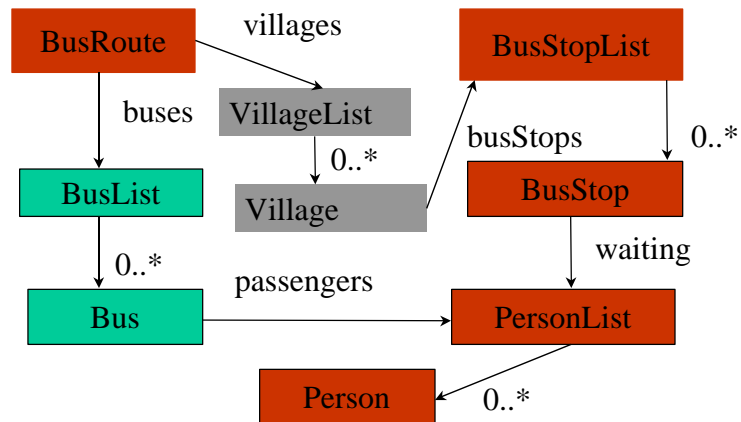 villages
BusRoute
BusStopList
buses
VillageList
busStops
0..*
0..*
BusList
Village
BusStop
0..*
waiting
passengers
Bus
PersonList
Person
0..*